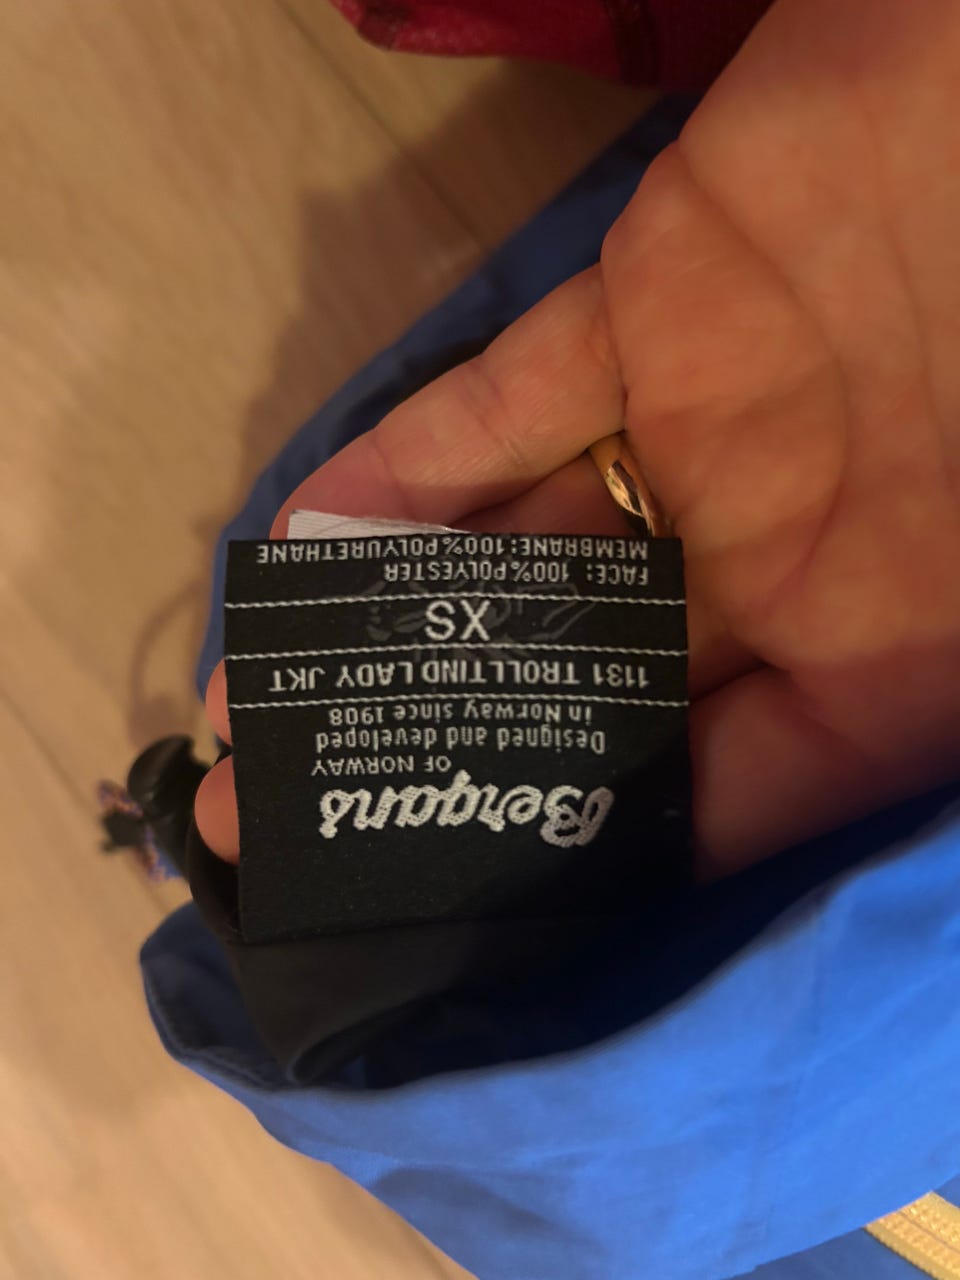 Bergans
OF NORWAY
Designed and developed
in Norway since 1908
1131 TROLLTIND LADY JKT
XS
FACE: 100%POLYESTER
MEMBRANE:100%POLYURETHANE